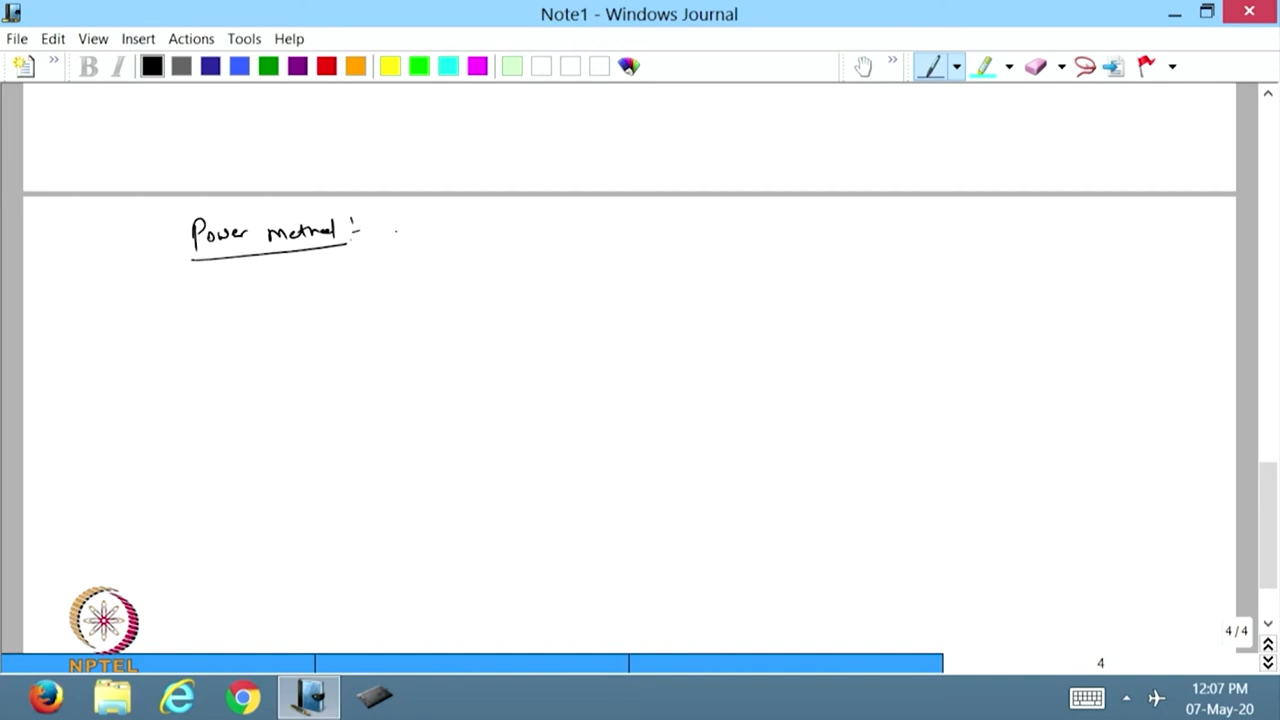 Note1 - Windows Journal
File Edit View Insert Actions Tools Help
B I
Power method :-
4 / 4
NPTEL
4
12:07 PM
07-May-20